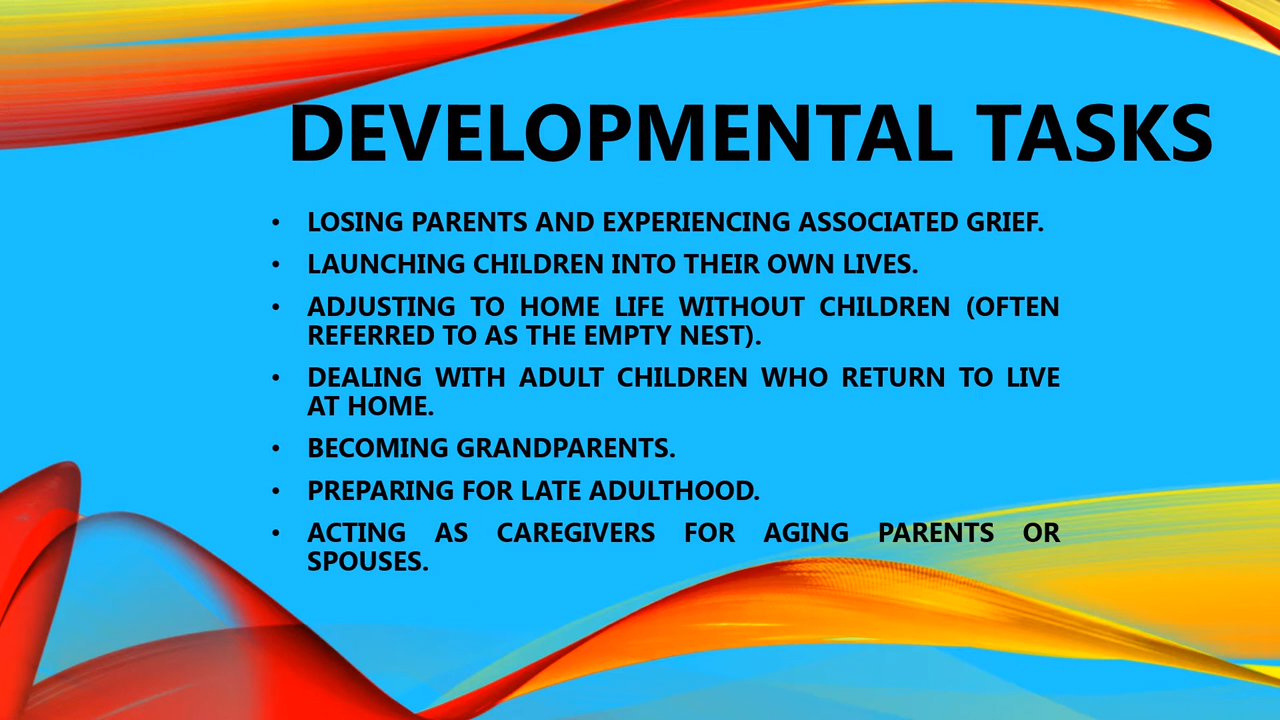 DEVELOPMENTAL TASKS
• LOSING PARENTS AND EXPERIENCING ASSOCIATED GRIEF.
• LAUNCHING CHILDREN INTO THEIR OWN LIVES.
• ADJUSTING TO HOME LIFE WITHOUT CHILDREN (OFTEN
REFERRED TO AS THE EMPTY NEST).
• DEALING WITH ADULT CHILDREN WHO RETURN TO LIVE
AT HOME.
• BECOMING GRANDPARENTS.
• PREPARING FOR LATE ADULTHOOD.
• ACTING AS CAREGIVERS FOR AGING PARENTS OR
SPOUSES.